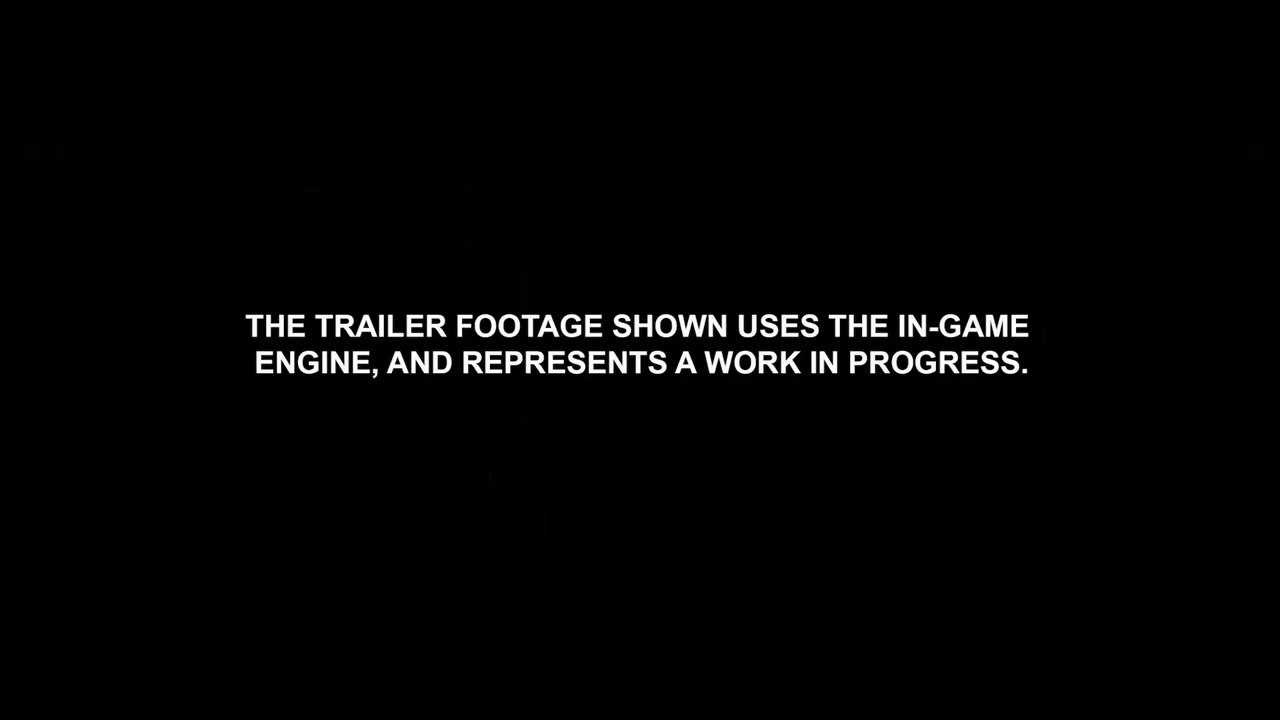 THE TRAILER FOOTAGE SHOWN USES THE IN-GAME
ENGINE, AND REPRESENTS A WORK IN PROGRESS.